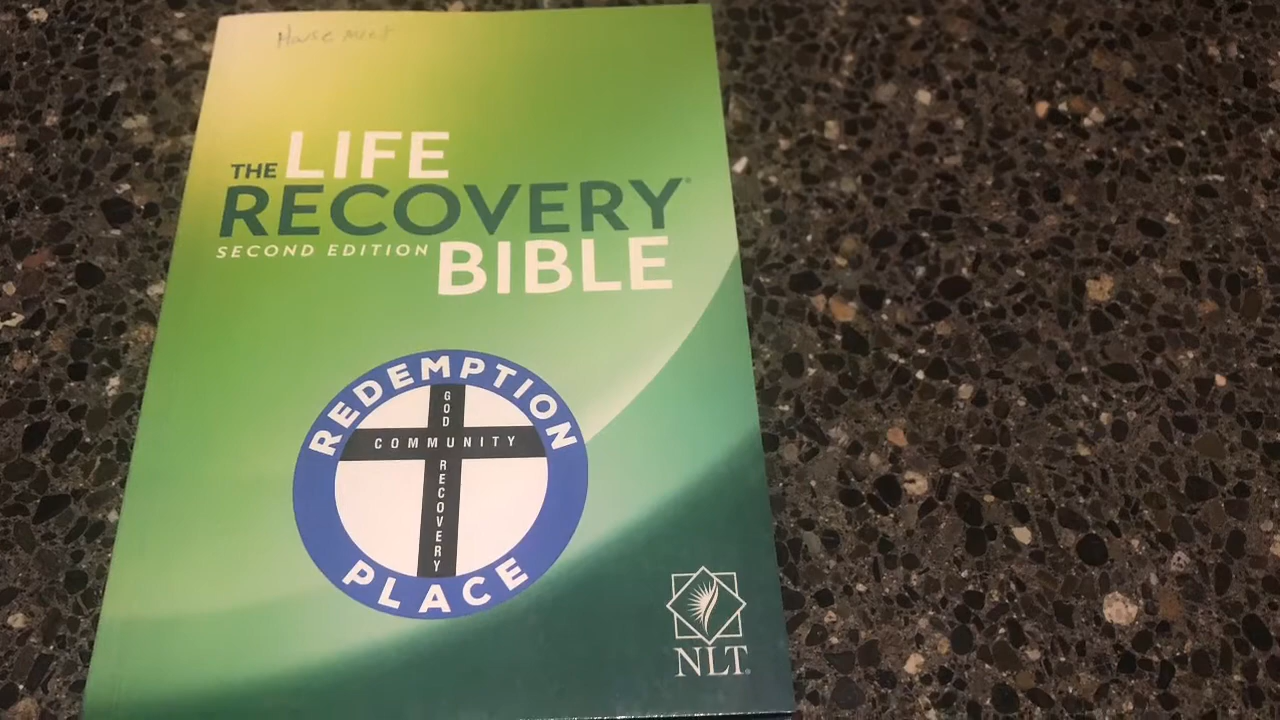 THE LIFE
RECOVERY®
SECOND EDITION BIBLE
REDEMPTION
GOD
COMMUNITY
RECOVERY
PLACE
NLT